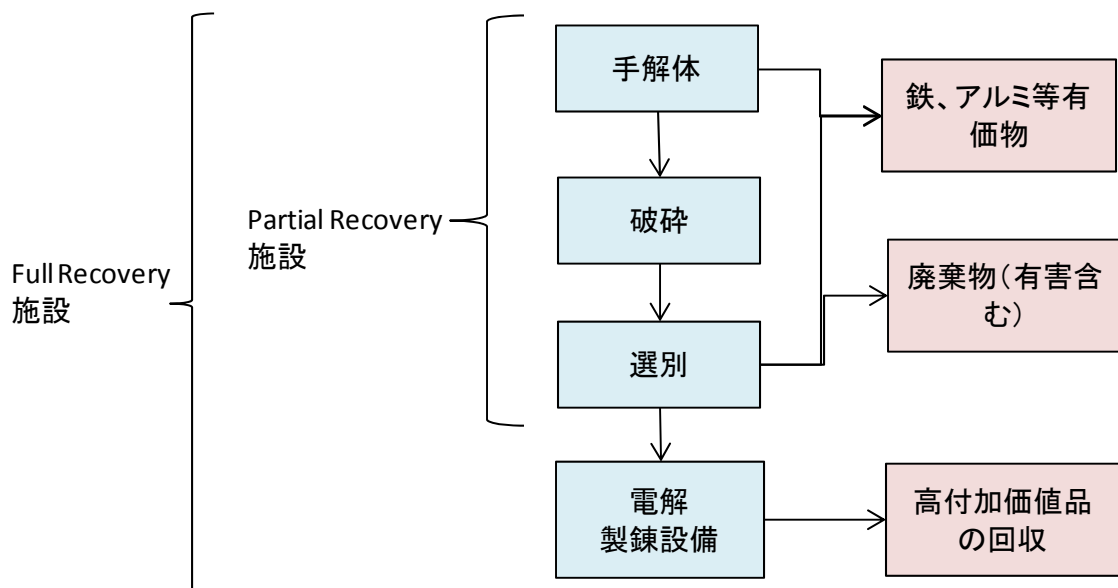 手解体
鉄、アルミ等有
価物
破砕
Partial Recovery
施設
Full Recovery
施設
廃棄物（有害含
む）
選別
電解
製錬設備
高付加価値品
の回収